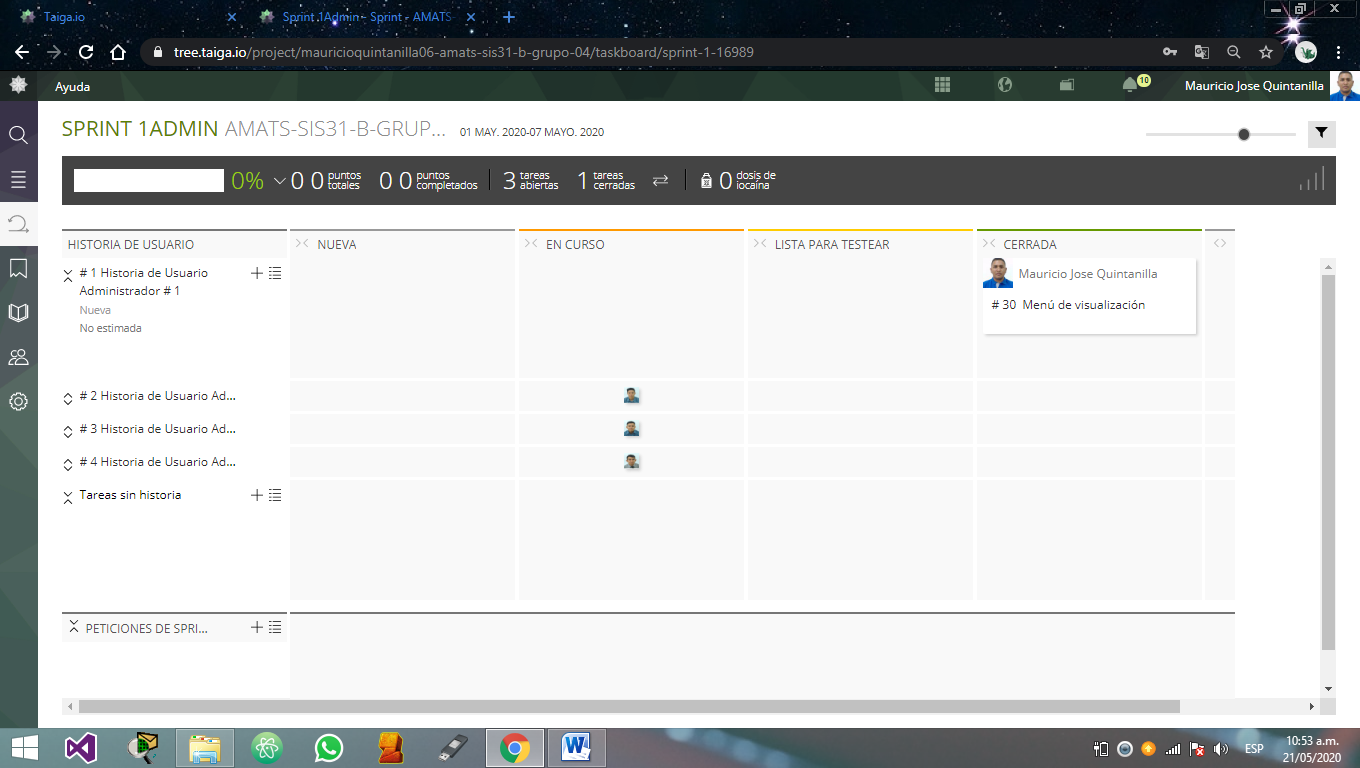 Taiga.io
Sprint 1Admin - Sprint - AMATS
tree.taiga.io/project/mauricioquintanilla06-amats-sis31-b-grupo-04/taskboard/sprint-1-16989
Ayuda
10
Mauricio Jose Quintanilla
SPRINT 1ADMIN AMATS-SIS31-B-GRUP... 01 MAY. 2020-07 MAYO. 2020
0% 0 0 puntos totales 0 0 puntos completados 3 tareas abiertas 1 tareas cerradas 0 dosis de iocaína
HISTORIA DE USUARIO
NUEVA
EN CURSO
LISTA PARA TESTEAR
CERRADA
# 1 Historia de Usuario
Administrador # 1
Nueva
No estimada
Mauricio Jose Quintanilla
# 30 Menú de visualización
# 2 Historia de Usuario Ad...
# 3 Historia de Usuario Ad...
# 4 Historia de Usuario Ad...
Tareas sin historia
PETICIONES DE SPRI...
ESP
10:53 a.m.
21/05/2020